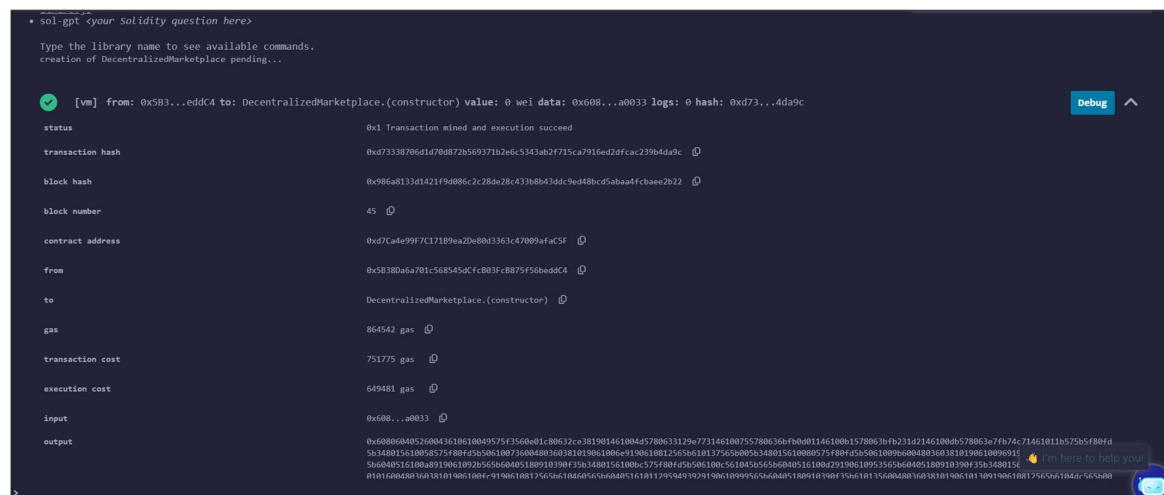 • sol-gpt <your Solidity question here>
Type the library name to see available commands.
creation of DecentralizedMarketplace pending...
[vm] from: 0x5B3...eddC4 to: DecentralizedMarketplace.(constructor) value: 0 wei data: 0x608...a0033 logs: 0 hash: 0xd73...4da9c
Debug
status 0x1 Transaction mined and execution succeed
transaction hash 0xd73338706d1d70d872b569371b2e6c5343ab2f715ca7916ed2dfcac239b4da9c
block hash 0x986a8133d1421f9d086c2c28de28c433b8b43ddc9ed48bcd5abaa4fcbaee2b22
block number 45
contract address 0xd7Ca4e99F7C171B9ea2De80d3363c47009afaC5F
from 0x5B38Da6a701c568545dCfcB03FcB875f56beddC4
to DecentralizedMarketplace.(constructor)
gas 864542 gas
transaction cost 751775 gas
execution cost 649481 gas
input 0x608...a0033
output
👋 I'm here to help you!
>